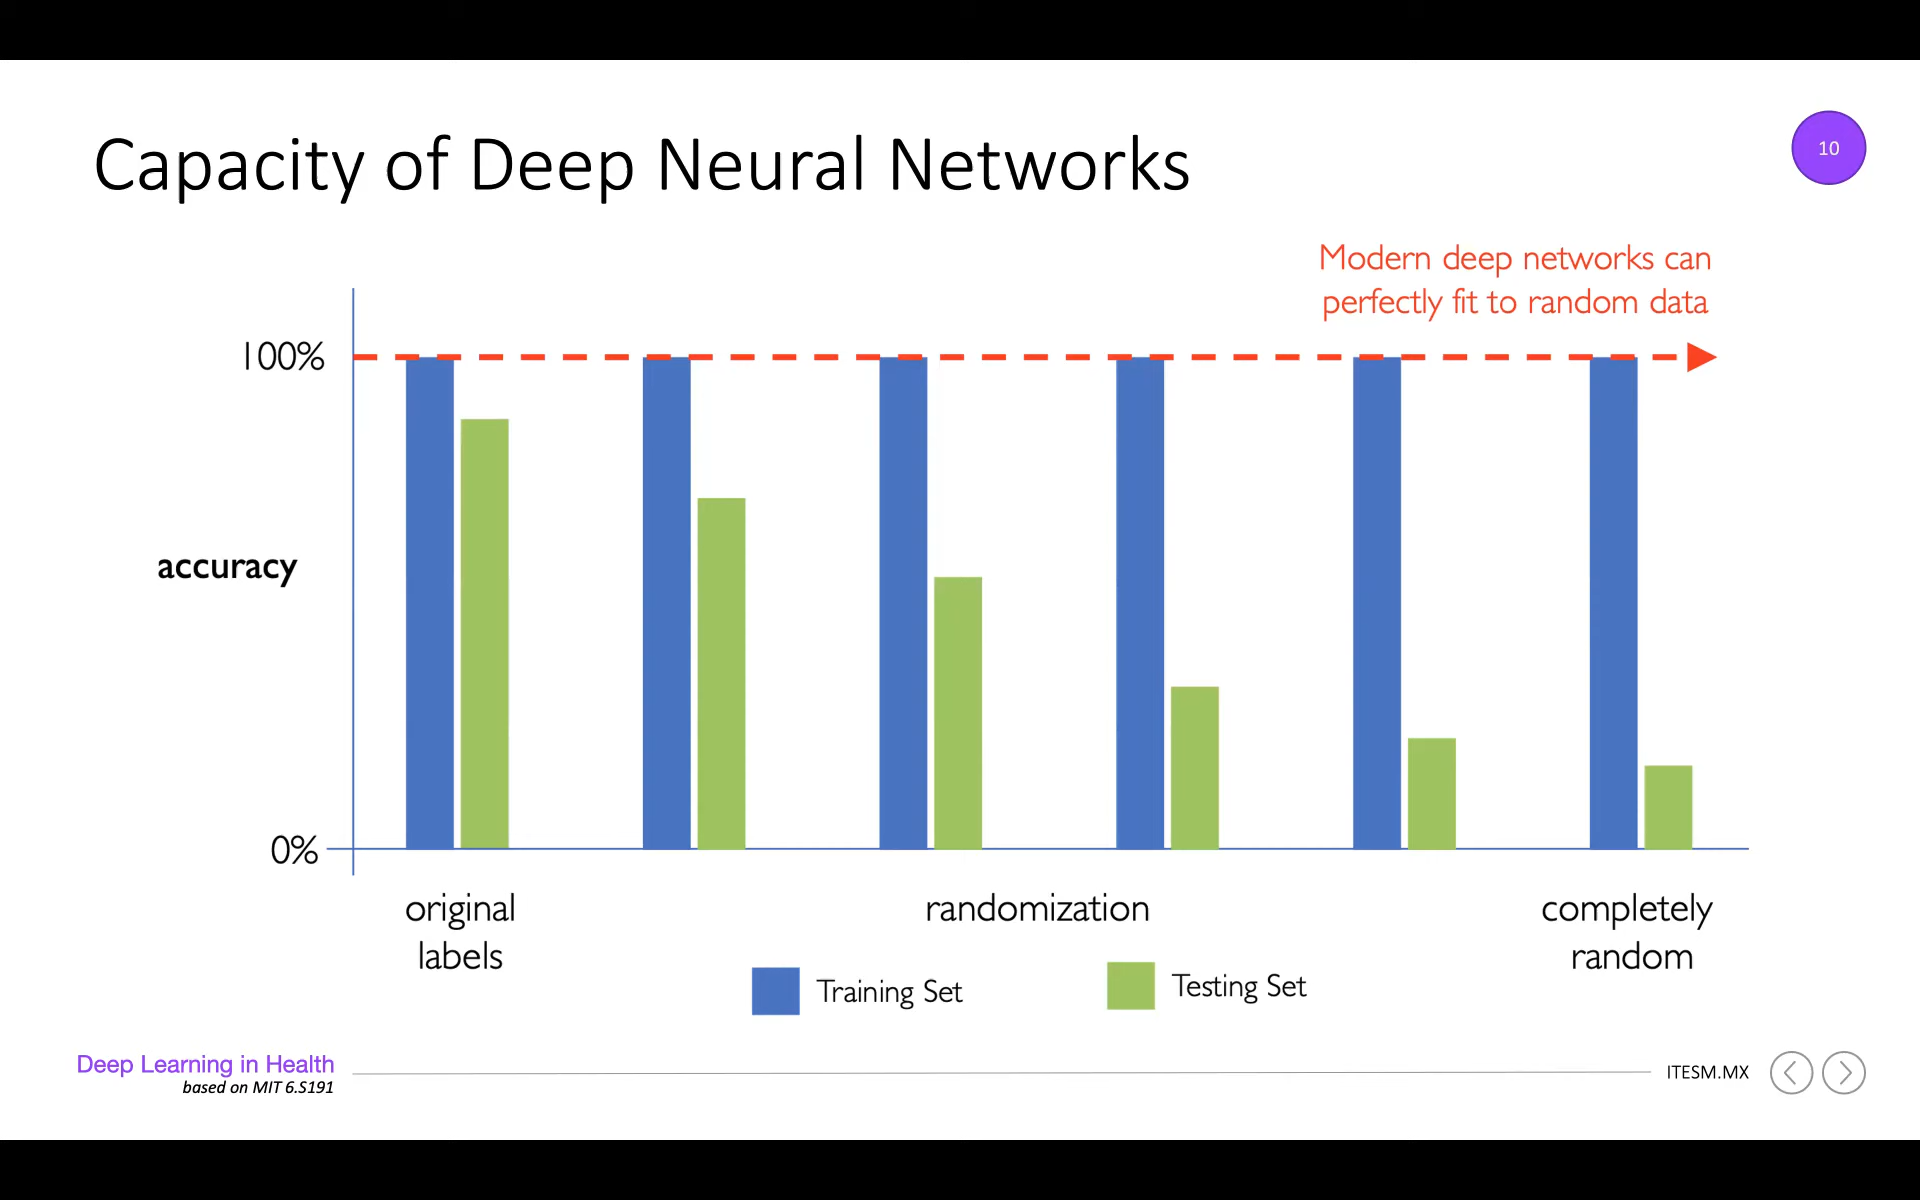 Capacity of Deep Neural Networks
10
Modern deep networks can
perfectly fit to random data
100%
accuracy
0%
original
labels
randomization
completely
random
Training Set
Testing Set
Deep Learning in Health
based on MIT 6.S191
ITESM.MX